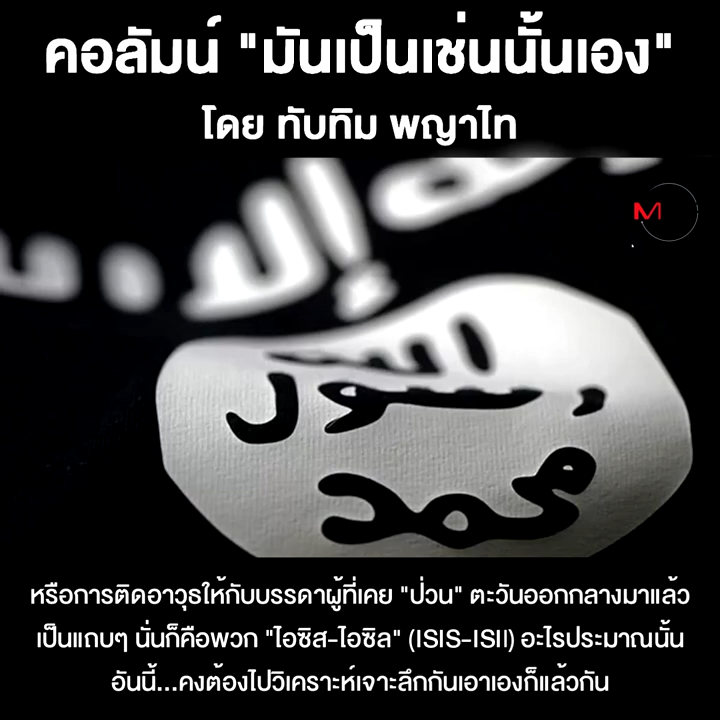 คอลัมน์ "มันเป็นเช่นนั้นเอง"
โดย ทับทิม พญาไท
M
الله
رسول
محمد
หรือการติดอาวุธให้กับบรรดาผู้ที่เคย "ป่วน" ตะวันออกกลางมาแล้ว
เป็นแถบๆ นั่นก็คือพวก "ไอซิส-ไอซิล" (ISIS-ISIl) อะไรประมาณนั้น
อันนี้...คงต้องไปวิเคราะห์เจาะลึกกันเอาเองก็แล้วกัน